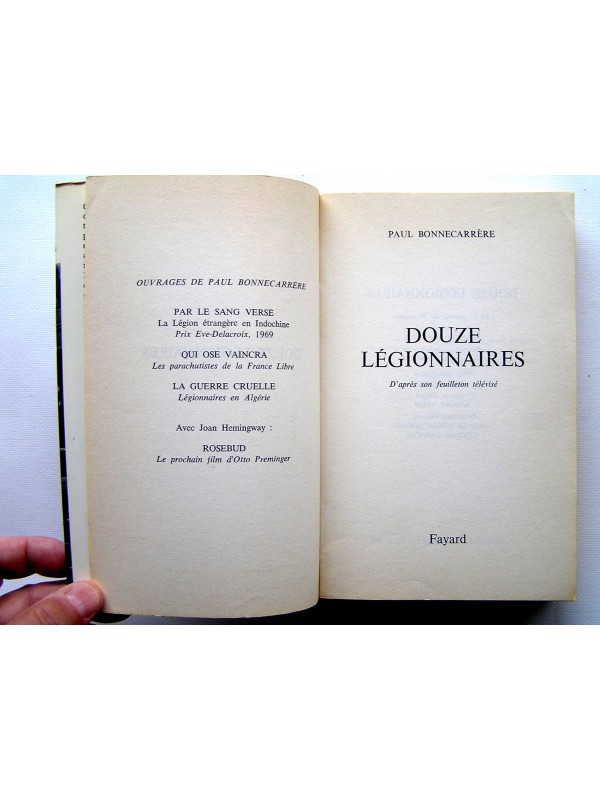 OUVRAGES DE PAUL BONNECARRÈRE
PAR LE SANG VERSE
La Légion étrangère en Indochine
Prix Eve-Delacroix, 1969
QUI OSE VAINCRA
Les parachutistes de la France Libre
LA GUERRE CRUELLE
Légionnaires en Algérie
Avec Joan Hemingway :
ROSEBUD
Le prochain film d'Otto Preminger
PAUL BONNECARRÈRE
DOUZE
LÉGIONNAIRES
D'après son feuilleton télévisé
Fayard